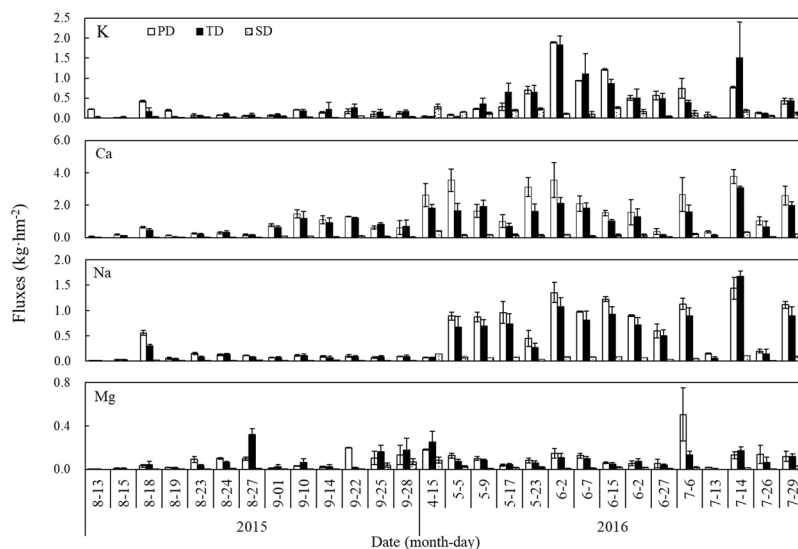 K
PD TD SD
2.5
2.0
1.5
1.0
0.5
0.0
Ca
6.0
4.0
2.0
0.0
Na
2.0
1.5
1.0
0.5
0.0
Mg
0.8
0.4
0.0
Fluxes (kg·hm-2)
8-13 8-15 8-18 8-19 8-23 8-24 8-27 9-01 9-10 9-14 9-22 9-25 9-28 4-15 5-5 5-9 5-17 5-23 6-2 6-7 6-15 6-2 6-27 7-6 7-13 7-14 7-26 7-29
2015 2016
Date (month-day)